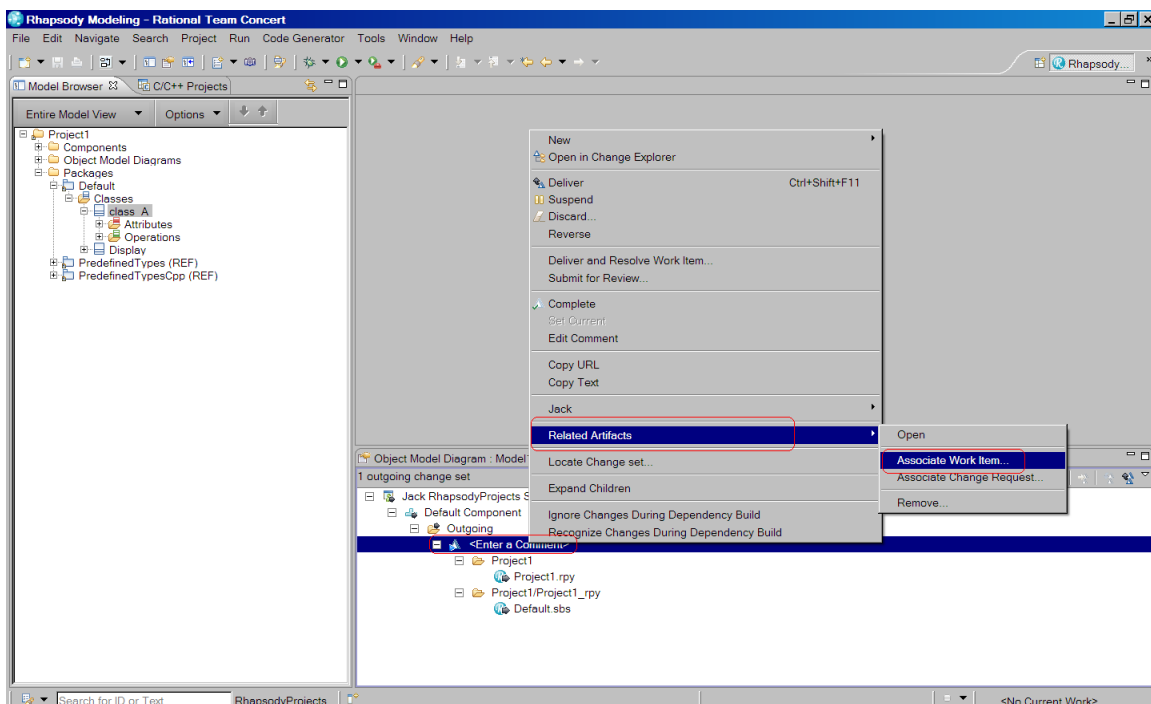 Rhapsody Modeling - Rational Team Concert
File Edit Navigate Search Project Run Code Generator Tools Window Help
Rhapsody...
Model Browser C/C++ Projects
Entire Model View Options
Project1
Components
Object Model Diagrams
Packages
Default
Classes
class_A
Attributes
Operations
Display
PredefinedTypes (REF)
PredefinedTypesCpp (REF)
New
Open in Change Explorer
Deliver Ctrl+Shift+F11
Suspend
Discard...
Reverse
Deliver and Resolve Work Item...
Submit for Review...
Complete
Set Current
Edit Comment
Copy URL
Copy Text
Jack
Related Artifacts
Locate Change set...
Expand Children
Ignore Changes During Dependency Build
Recognize Changes During Dependency Build
Open
Associate Work Item...
Associate Change Request...
Remove...
Object Model Diagram : Model
1 outgoing change set
Jack RhapsodyProjects S
Default Component
Outgoing
<Enter a Comment>
Project1
Project1.rpy
Project1/Project1_rpy
Default.sbs
Search for ID or Text RhapsodyProjects <No Current Work>